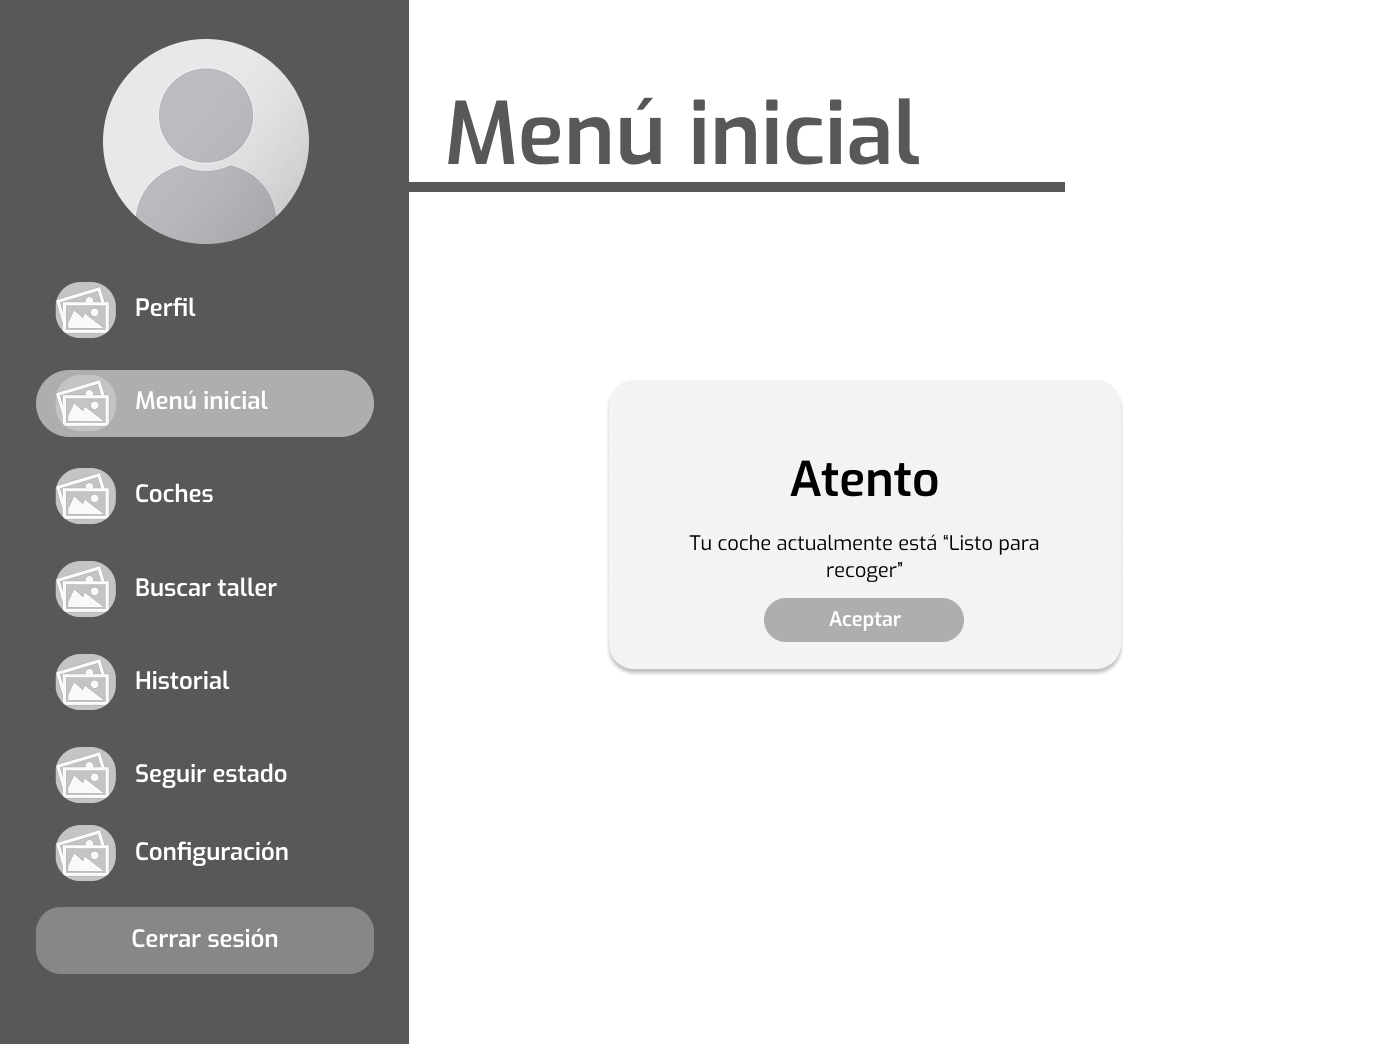 Menú inicial
Perfil
Menú inicial
Coches
Buscar taller
Historial
Seguir estado
Configuración
Cerrar sesión
Atento
Tu coche actualmente está “Listo para
recoger”
Aceptar